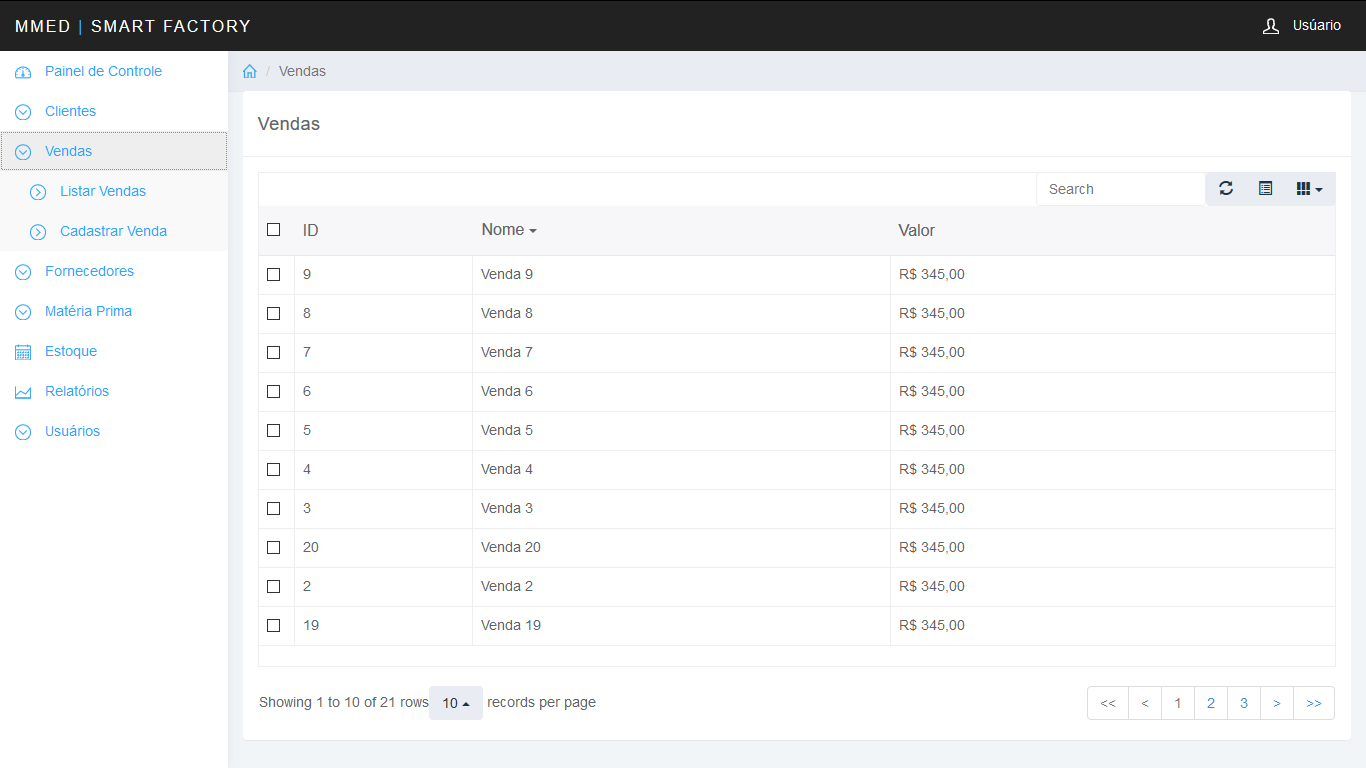 MMED | SMART FACTORY
Usúario
Painel de Controle
Clientes
Vendas
Listar Vendas
Cadastrar Venda
Fornecedores
Matéria Prima
Estoque
Relatórios
Usuários
/ Vendas
Vendas
Search
ID Nome Valor
9 Venda 9 R$ 345,00
8 Venda 8 R$ 345,00
7 Venda 7 R$ 345,00
6 Venda 6 R$ 345,00
5 Venda 5 R$ 345,00
4 Venda 4 R$ 345,00
3 Venda 3 R$ 345,00
20 Venda 20 R$ 345,00
2 Venda 2 R$ 345,00
19 Venda 19 R$ 345,00
Showing 1 to 10 of 21 rows 10 records per page
<< < 1 2 3 > >>